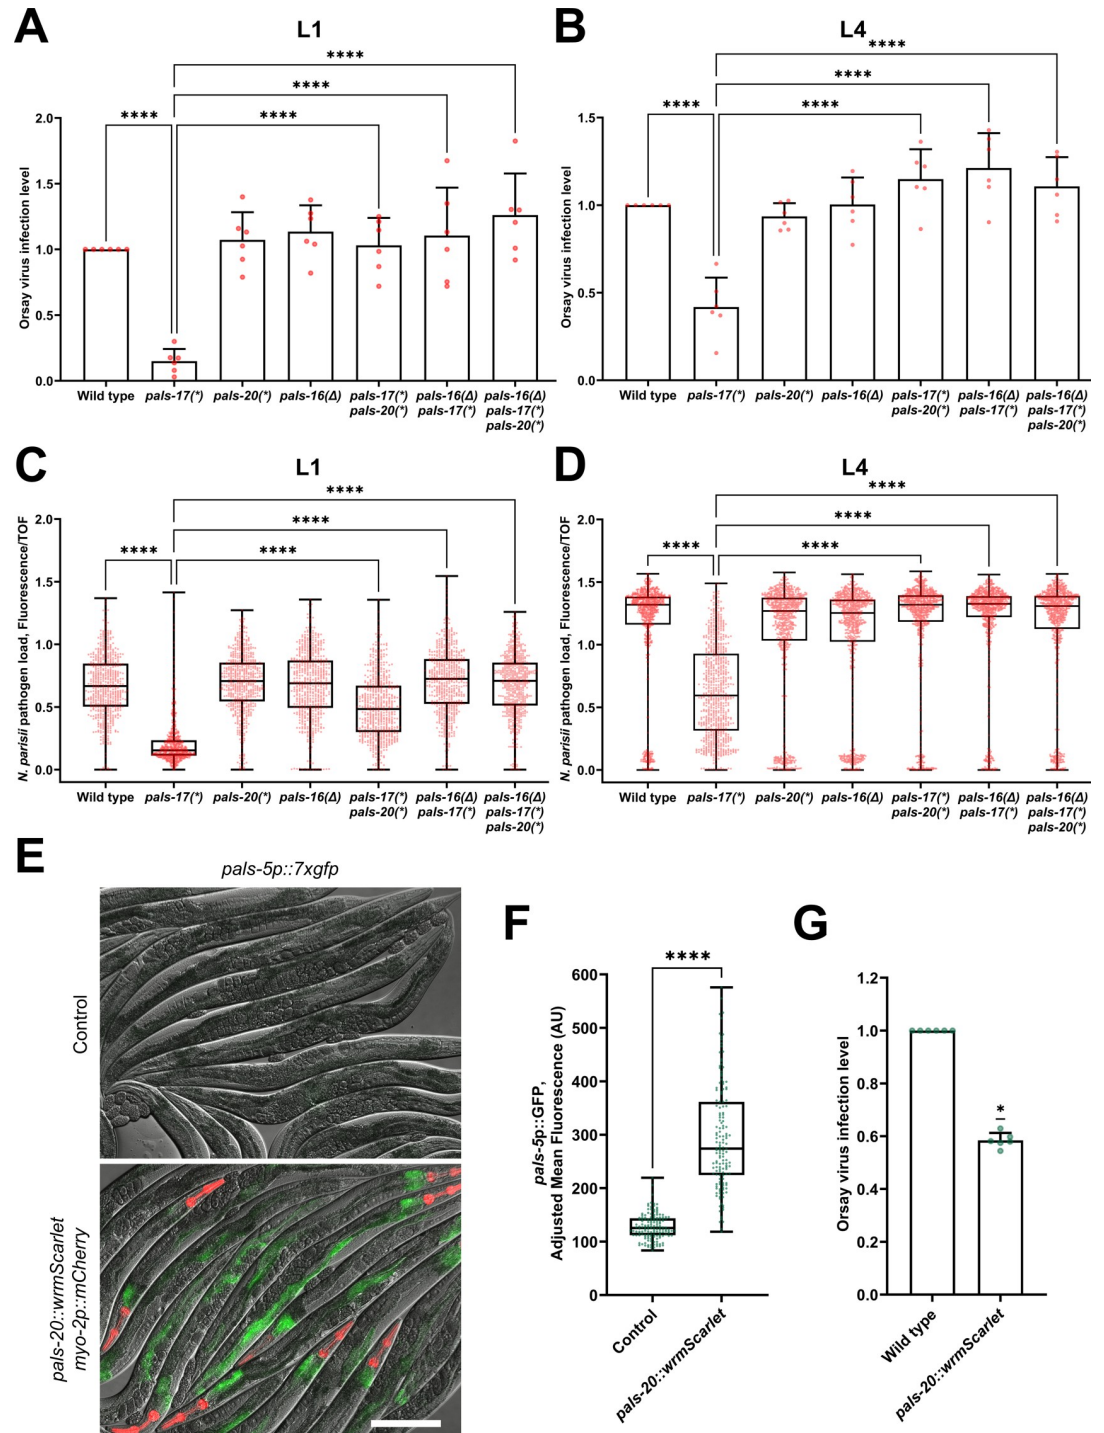 A
L1
****
****
****
****
Orsay virus infection level
2.0
1.5
1.0
0.5
0.0
Wild type
pals-17(*)
pals-20(*)
pals-16(Δ)
pals-17(*)
pals-20(*)
pals-16(Δ)
pals-17(*)
pals-16(Δ)
pals-17(*)
pals-20(*)
B
L4
****
****
****
****
Orsay virus infection level
1.5
1.0
0.5
0.0
Wild type
pals-17(*)
pals-20(*)
pals-16(Δ)
pals-17(*)
pals-20(*)
pals-16(Δ)
pals-17(*)
pals-16(Δ)
pals-17(*)
pals-20(*)
C
L1
****
****
****
****
N. parisii pathogen load, Fluorescence/TOF
2.0
1.5
1.0
0.5
0.0
Wild type
pals-17(*)
pals-20(*)
pals-16(Δ)
pals-17(*)
pals-20(*)
pals-16(Δ)
pals-17(*)
pals-16(Δ)
pals-17(*)
pals-20(*)
D
L4
****
****
****
****
N. parisii pathogen load, Fluorescence/TOF
2.0
1.5
1.0
0.5
0.0
Wild type
pals-17(*)
pals-20(*)
pals-16(Δ)
pals-17(*)
pals-20(*)
pals-16(Δ)
pals-17(*)
pals-16(Δ)
pals-17(*)
pals-20(*)
E
pals-5p::7xgfp
Control
pals-20::wrmScarlet
myo-2p::mCherry
F
****
pals-5p::GFP,
Adjusted Mean Fluorescence (AU)
600
500
400
300
200
100
0
Control
pals-20::wrmScarlet
G
*
Orsay virus infection level
1.2
1.0
0.8
0.6
0.4
0.2
0.0
Wild type
pals-20::wrmScarlet